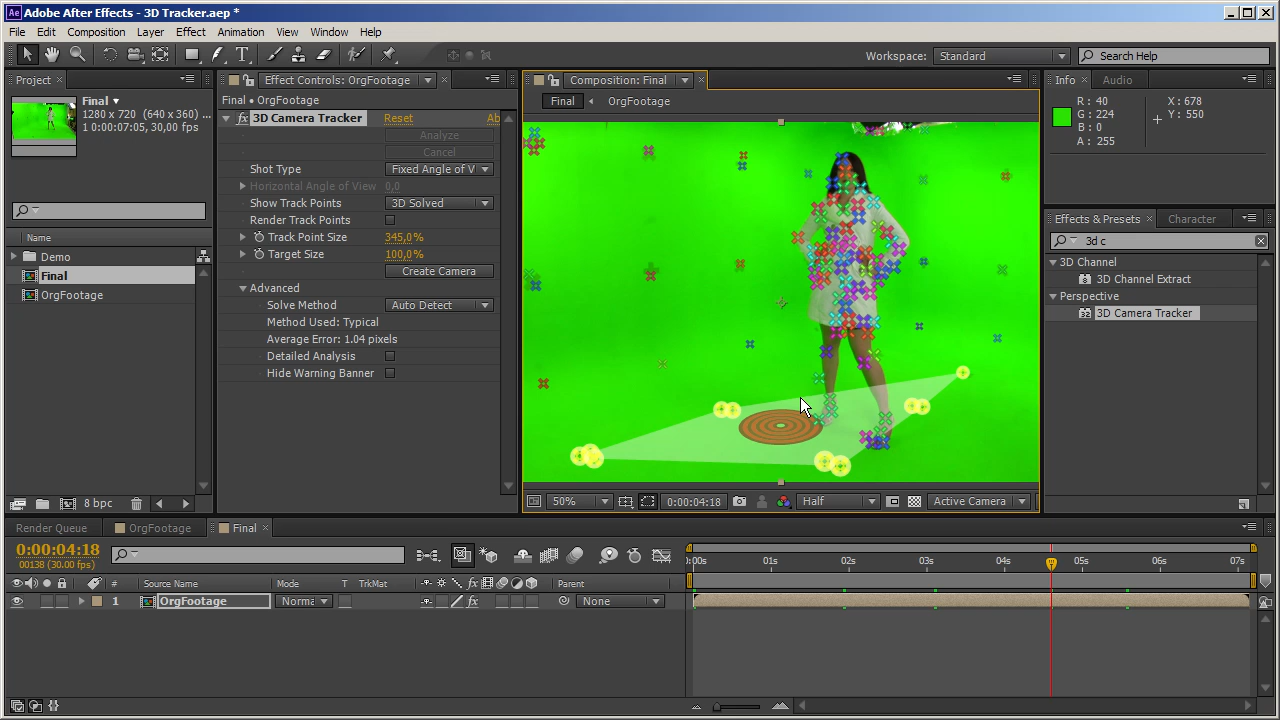 Adobe After Effects - 3D Tracker.aep *
File Edit Composition Layer Effect Animation View Window Help
Workspace: Standard Search Help
Project Effect Controls: OrgFootage Composition: Final Info Audio
Final
1280 x 720 (640 x 360) ...
1 0:00:07:05, 30,00 fps)
Final • OrgFootage
fx 3D Camera Tracker Reset Ab
Analyze
Cancel
Shot Type Fixed Angle of V
Horizontal Angle of View 0,0
Show Track Points 3D Solved
Render Track Points
Track Point Size 345,0%
Target Size 100,0%
Create Camera
Advanced
Solve Method Auto Detect
Method Used: Typical
Average Error: 1.04 pixels
Detailed Analysis
Hide Warning Banner
Name
Demo
Final
OrgFootage
8 bpc
Final OrgFootage
50% 0:00:04:18 Half Active Camera
R: 40 X: 678
G: 224 Y: 550
B: 0
A: 255
Effects & Presets Character
3d c
3D Channel
3D Channel Extract
Perspective
3D Camera Tracker
Render Queue OrgFootage Final
0:00:04:18
00138 (30.00 fps)
# Source Name Mode T TrkMat Parent
1 OrgFootage Norma fx None
):00s 01s 02s 03s 04s 05s 06s 07s